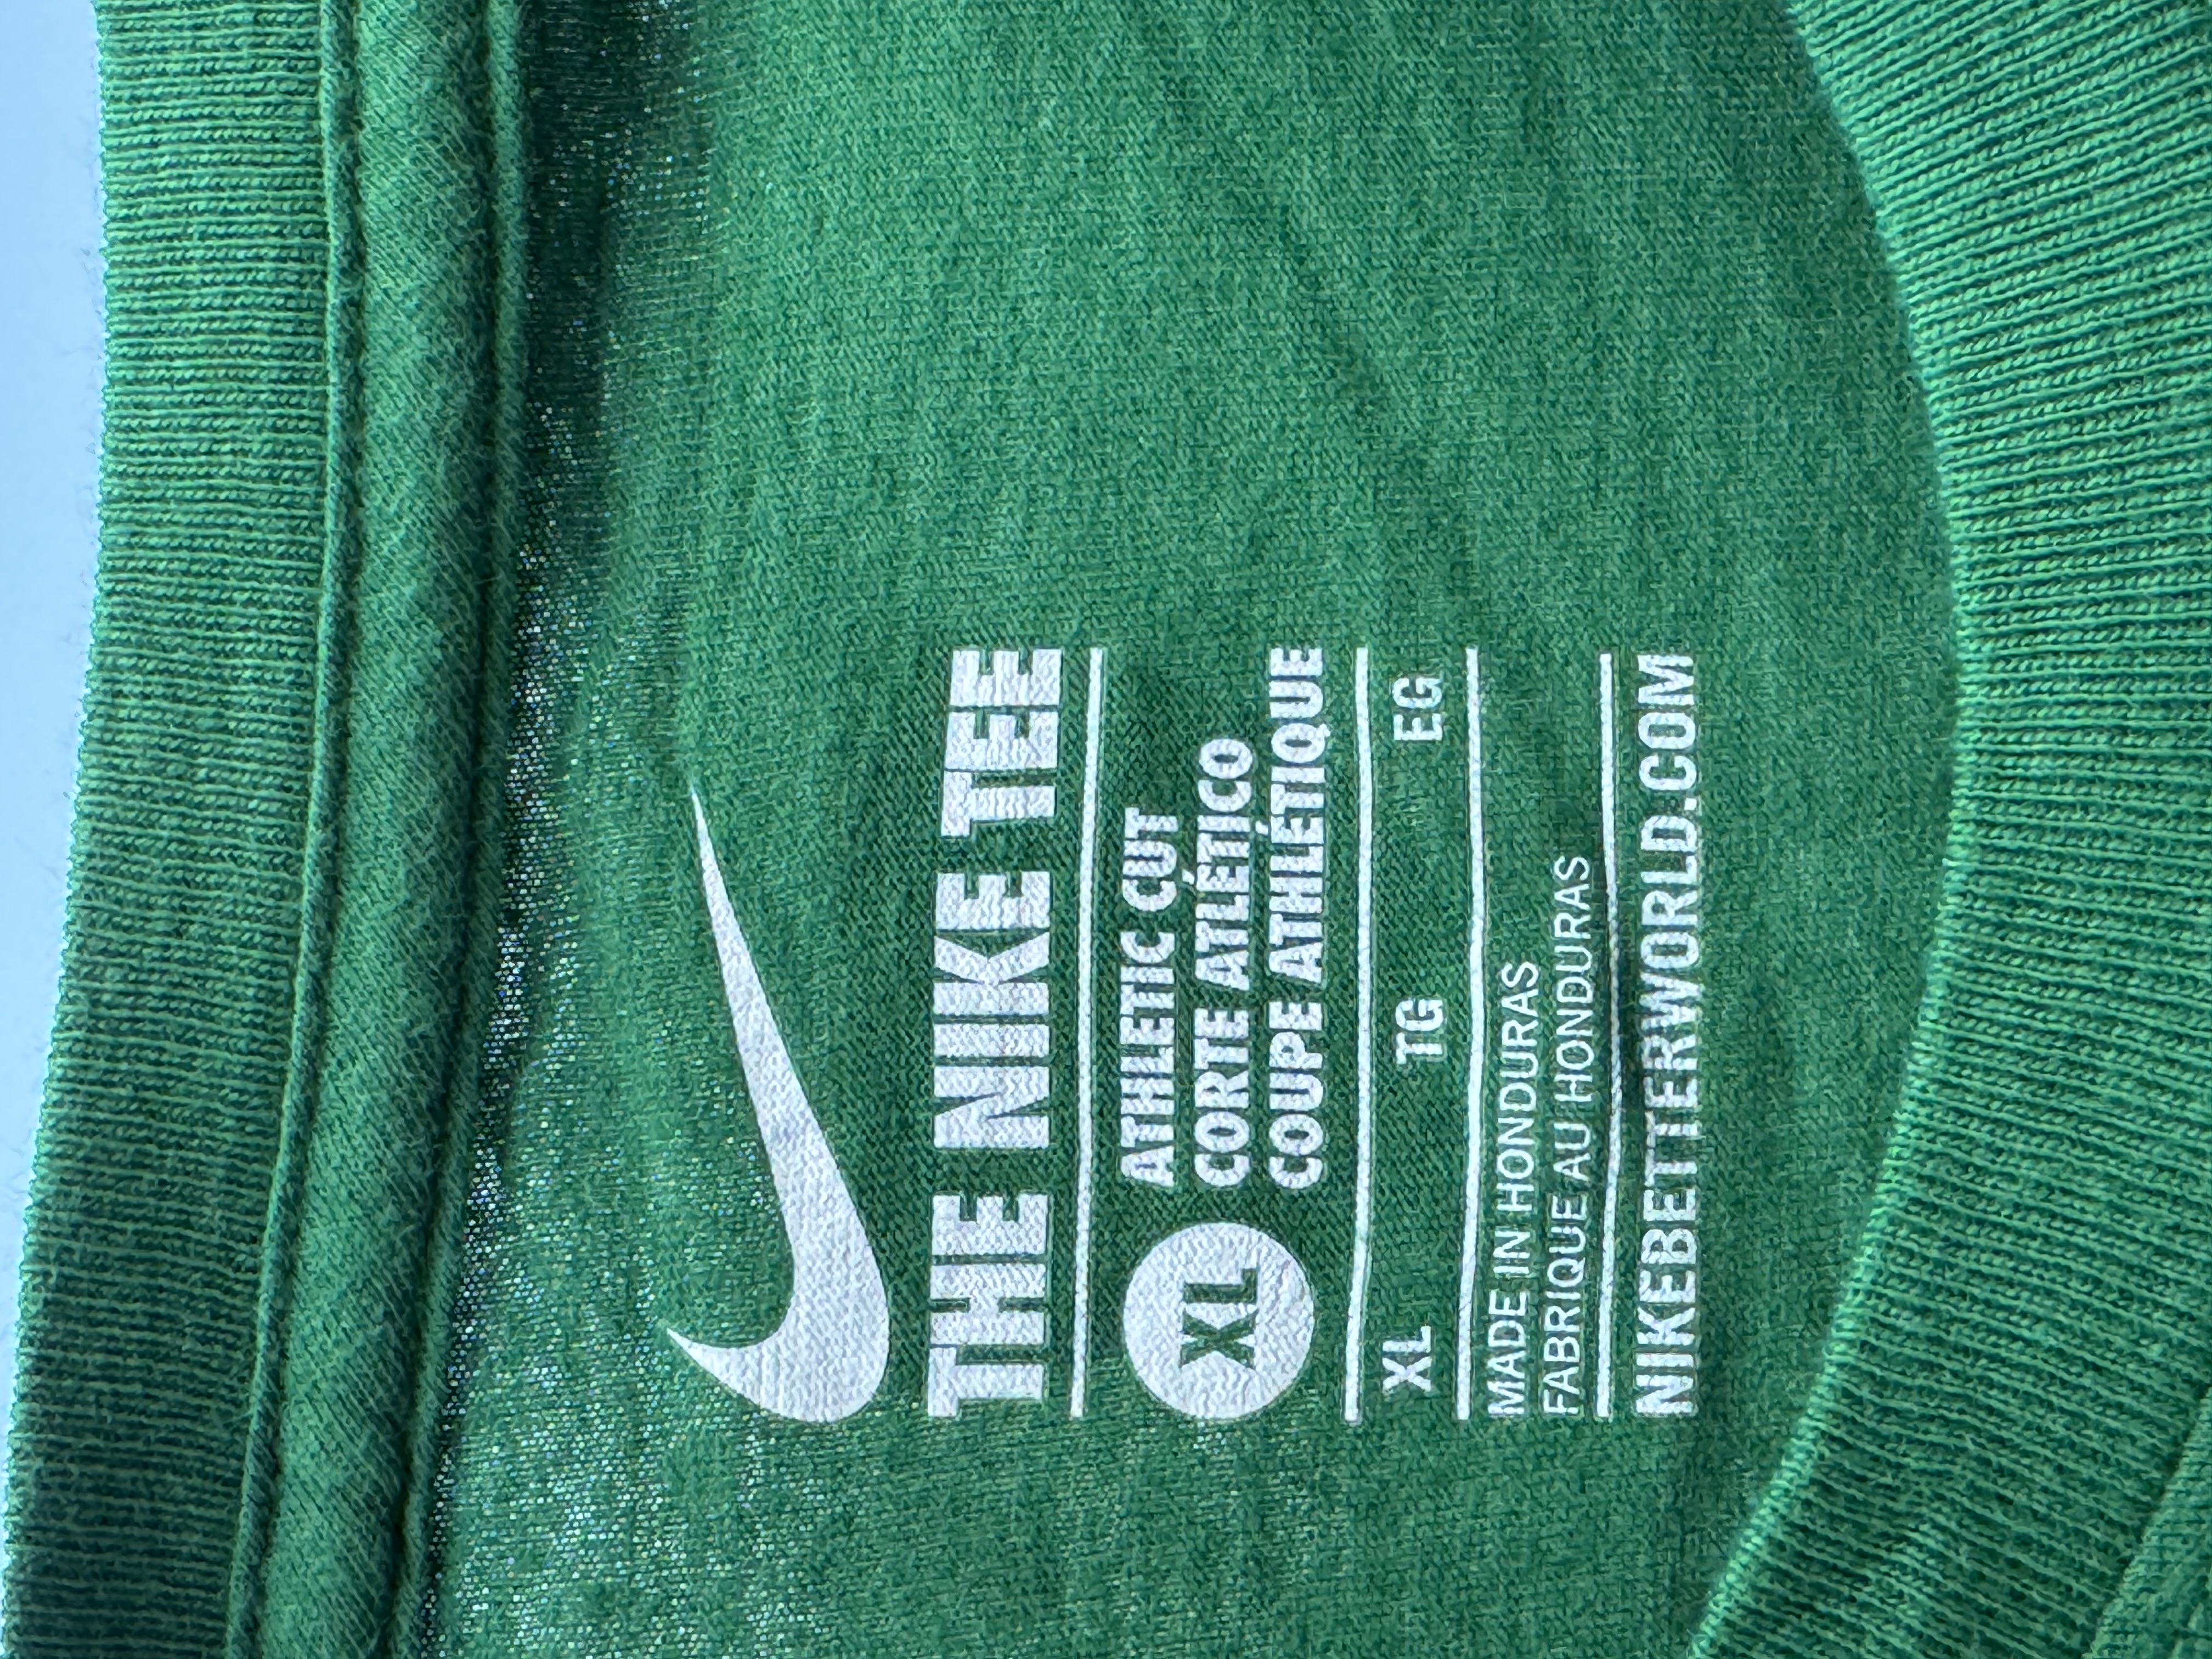 THE NIKE TEE
XL
ATHLETIC CUT
CORTE ATLÉTICO
COUPE ATHLÉTIQUE
XL TG EG
MADE IN HONDURAS
FABRIQUE AU HONDURAS
NIKEBETTERWORLD.COM